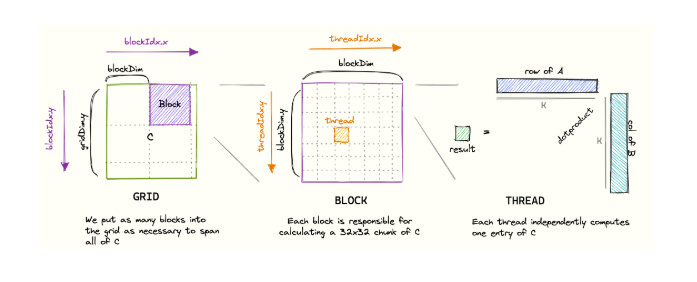 blockIdx.x
blockDim
blockIdx.y
gridDim.y
Block
C
GRID
We put as many blocks into
the grid as necessary to span
all of C
threadIdx.x
blockDim
threadIdx.y
blockDim.y
thread
BLOCK
Each block is responsible for
calculating a 32x32 chunk of C
row of A
K
dotproduct
K
col of B
result
=
THREAD
Each thread independently computes
one entry of C